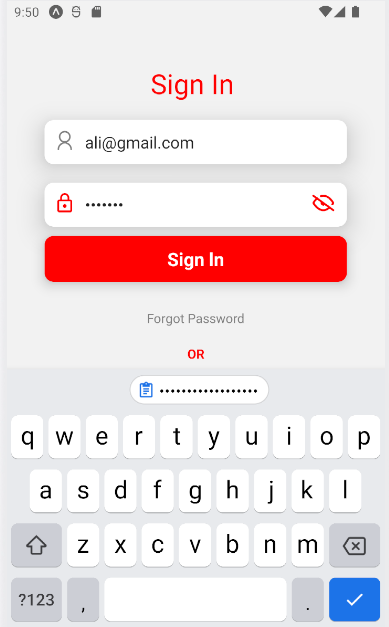 9:50
Sign In
ali@gmail.com
•••••••
Sign In
Forgot Password
OR
••••••••••••••••••
q w e r t y u i o p
a s d f g h j k l
z x c v b n m
?123 , .